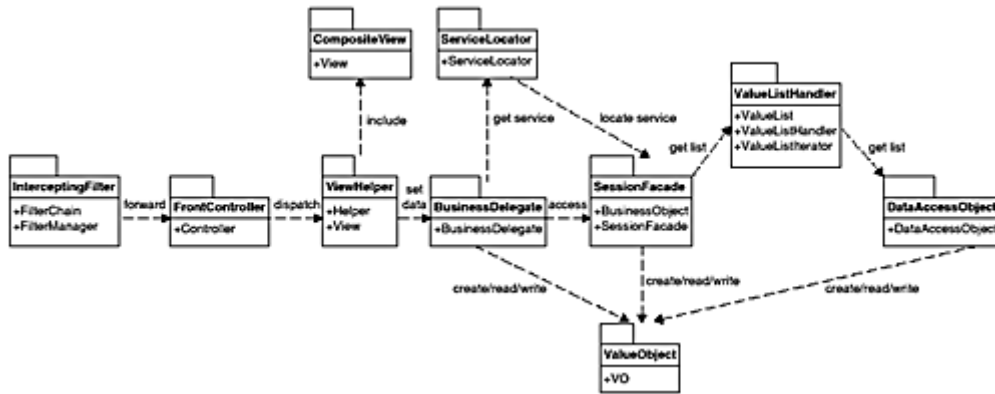 CompositeView
+View
ServiceLocator
+ServiceLocator
ValueListHandler
+ValueList
+ValueListHandler
+ValueListIterator
include
get service
locate service
get list
get list
InterceptingFilter
+FilterChain
+FilterManager
forward
FrontController
+Controller
dispatch
ViewHelper
+Helper
+View
set
data
BusinessDelegate
+BusinessDelegate
access
SessionFacade
+BusinessObject
+SessionFacade
DataAccessObject
+DataAccessObject
create/read/write
create/read/write
create/read/write
ValueObject
+VO